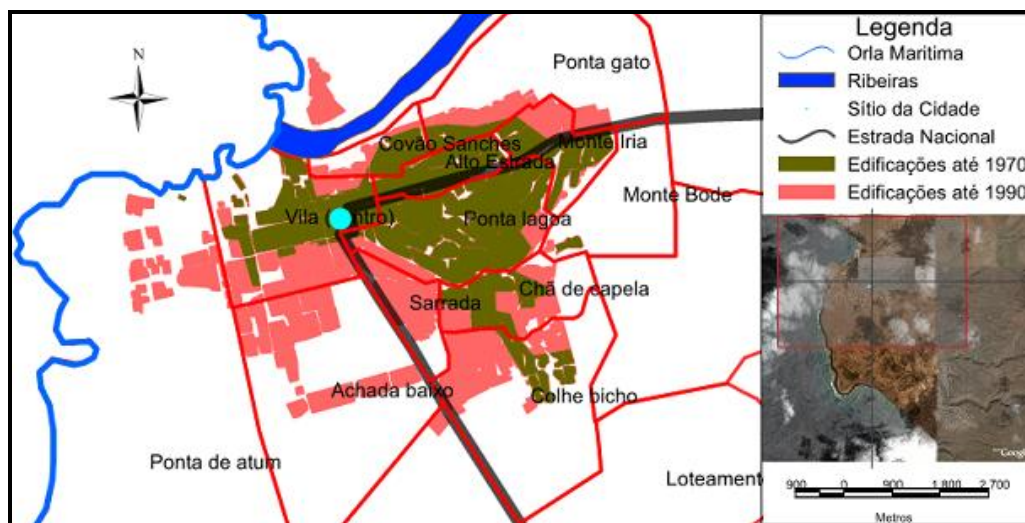 N
Ponta gato
Covão Sanches
Monte Iria
Alto Estrada
Monte Bode
Vila (
ntro)
Ponta lagoa
Chã de capela
Sarrada
Achada baixo
Colhe bicho
Ponta de atum
Loteament
Legenda
Orla Maritima
Ribeiras
Sítio da Cidade
Estrada Nacional
Edificações até 1970
Edificações até 1990
Google
900 0 900 1.800 2.700
Metros